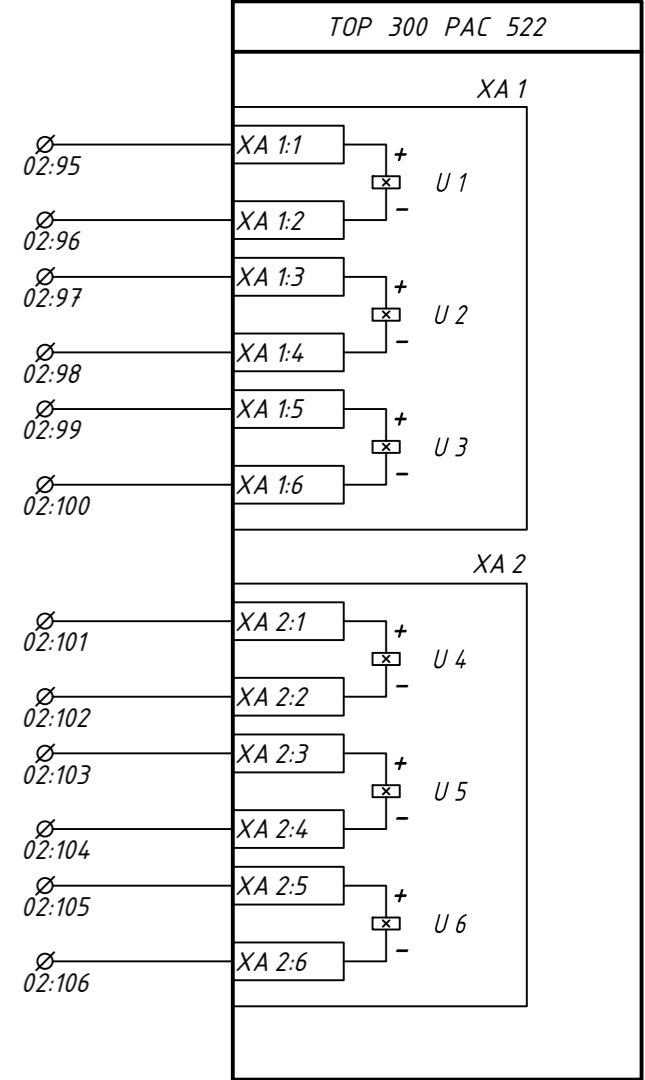 TOP 300 PAC 522
XA 1
XA 1:1
+
02:95
U 1
XA 1:2
−
02:96
XA 1:3
+
02:97
U 2
XA 1:4
−
02:98
XA 1:5
+
02:99
U 3
XA 1:6
−
02:100
XA 2
XA 2:1
+
02:101
U 4
XA 2:2
−
02:102
XA 2:3
+
02:103
U 5
XA 2:4
−
02:104
XA 2:5
+
02:105
U 6
XA 2:6
−
02:106